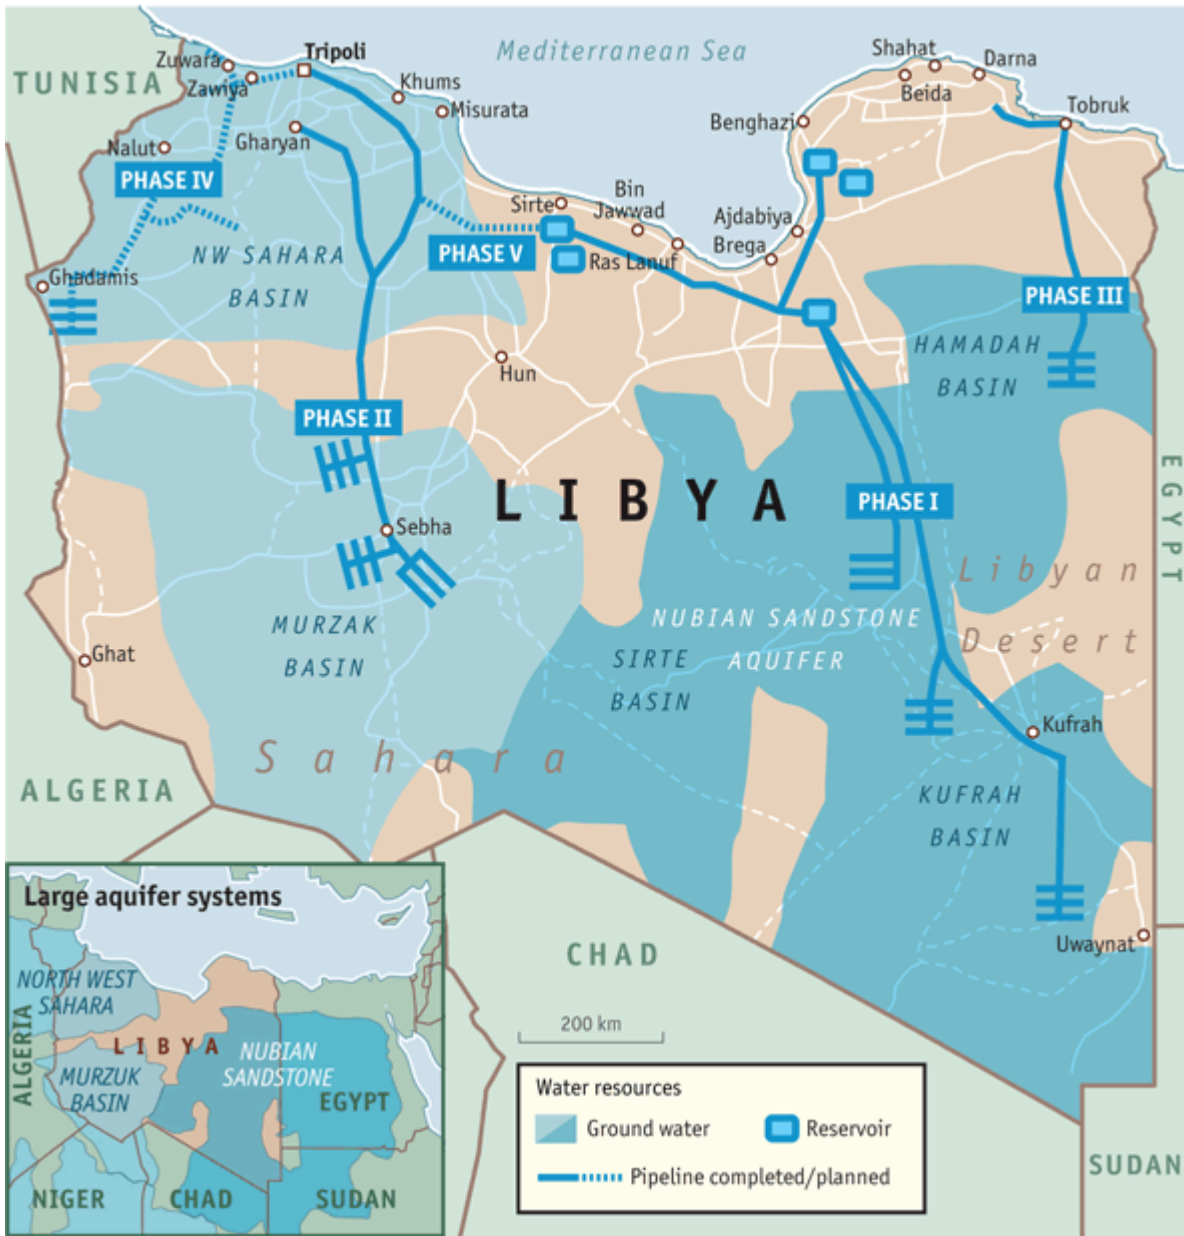 Mediterranean Sea
TUNISIA
Zuwara
Zawiya
Tripoli
Khums
Misurata
Gharyan
Nalut
PHASE IV
Ghadamis
NW SAHARA
BASIN
Sirte
PHASE V
Bin
Jawwad
Ras Lanuf
Ajdabiya
Brega
Benghazi
Shahat
Beida
Darna
Tobruk
PHASE III
HAMADAH
BASIN
Hun
PHASE II
Sebha
LIBYA
PHASE I
EGYPT
Libyan
Desert
NUBIAN SANDSTONE
AQUIFER
SIRTE
BASIN
MURZAK
BASIN
Ghat
Sahara
Kufrah
KUFRAH
BASIN
Uwaynat
ALGERIA
CHAD
SUDAN
200 km
Water resources
Ground water
Reservoir
Pipeline completed/planned
Large aquifer systems
NORTH WEST
SAHARA
ALGERIA
LIBYA
MURZUK
BASIN
NUBIAN
SANDSTONE
EGYPT
NIGER
CHAD
SUDAN